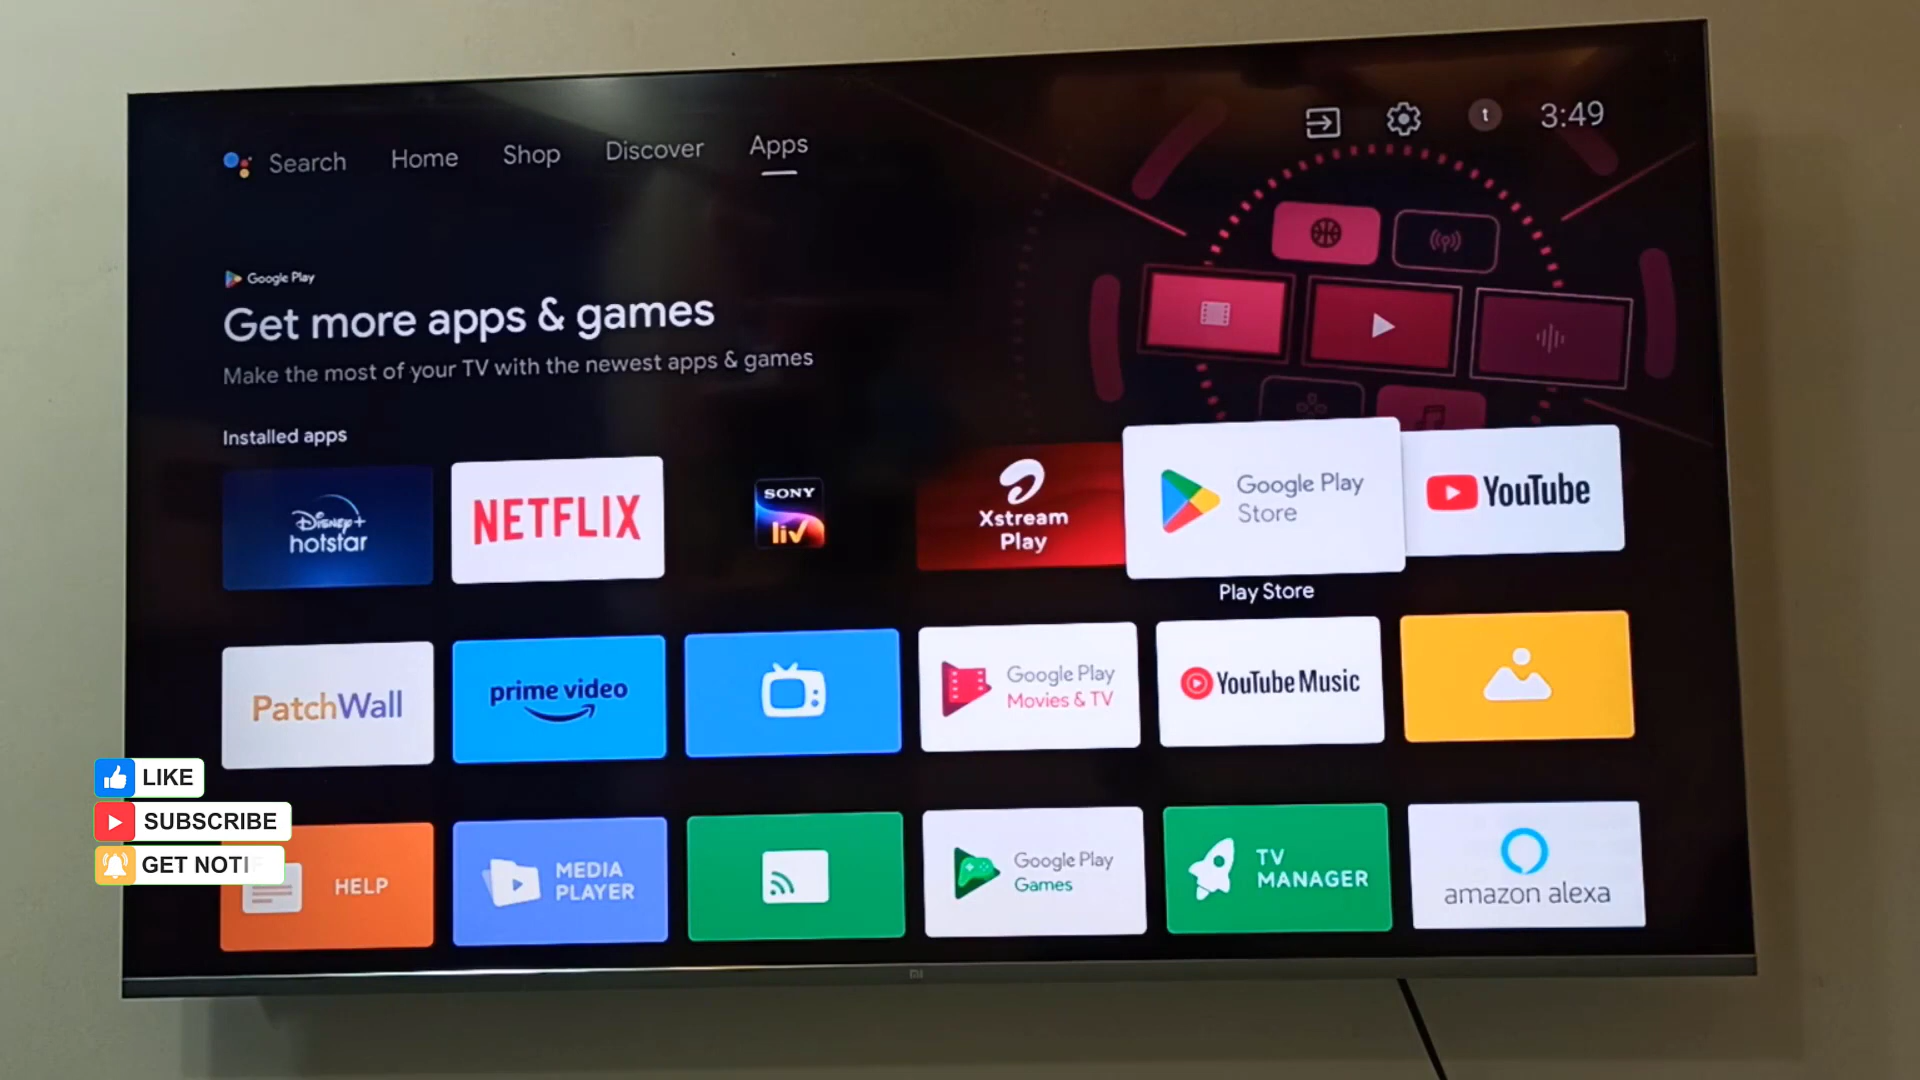 Search Home Shop Discover Apps
t 3:49
Google Play
Get more apps & games
Make the most of your TV with the newest apps & games
Installed apps
Disney+
hotstar
NETFLIX
SONY
liv
Xstream
Play
Google Play
Store
YouTube
Play Store
PatchWall
prime video
Google Play
Movies & TV
YouTube Music
LIKE
SUBSCRIBE
GET NOTIF
HELP
MEDIA
PLAYER
Google Play
Games
TV
MANAGER
amazon alexa
mi